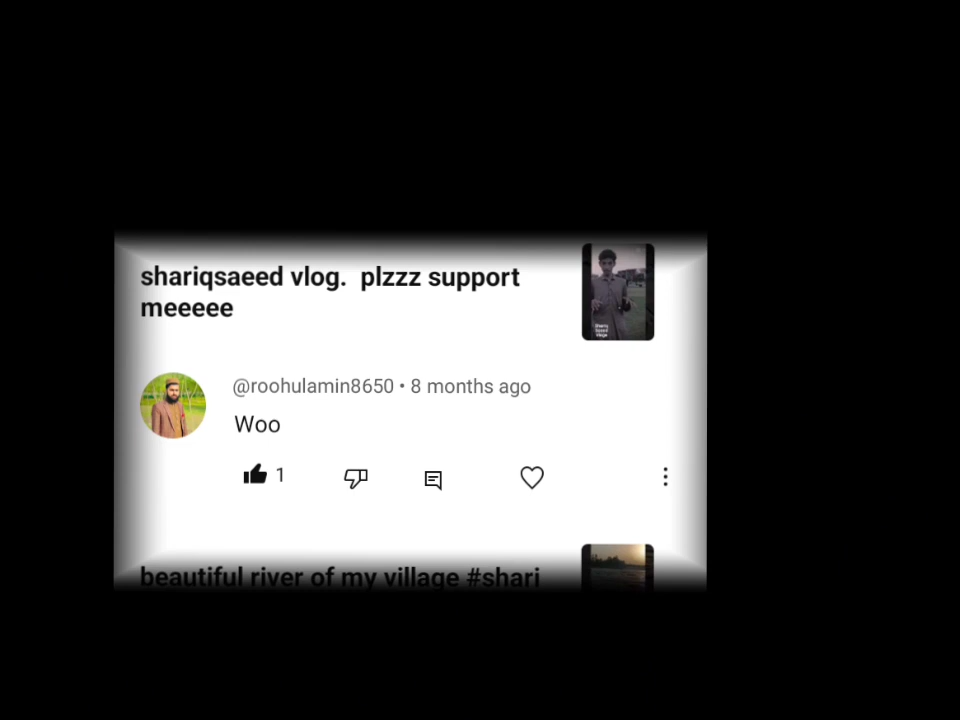 shariqsaeed vlog.  plzzz support
meeeee
@roohulamin8650 • 8 months ago
Woo
1
beautiful river of my village #shari